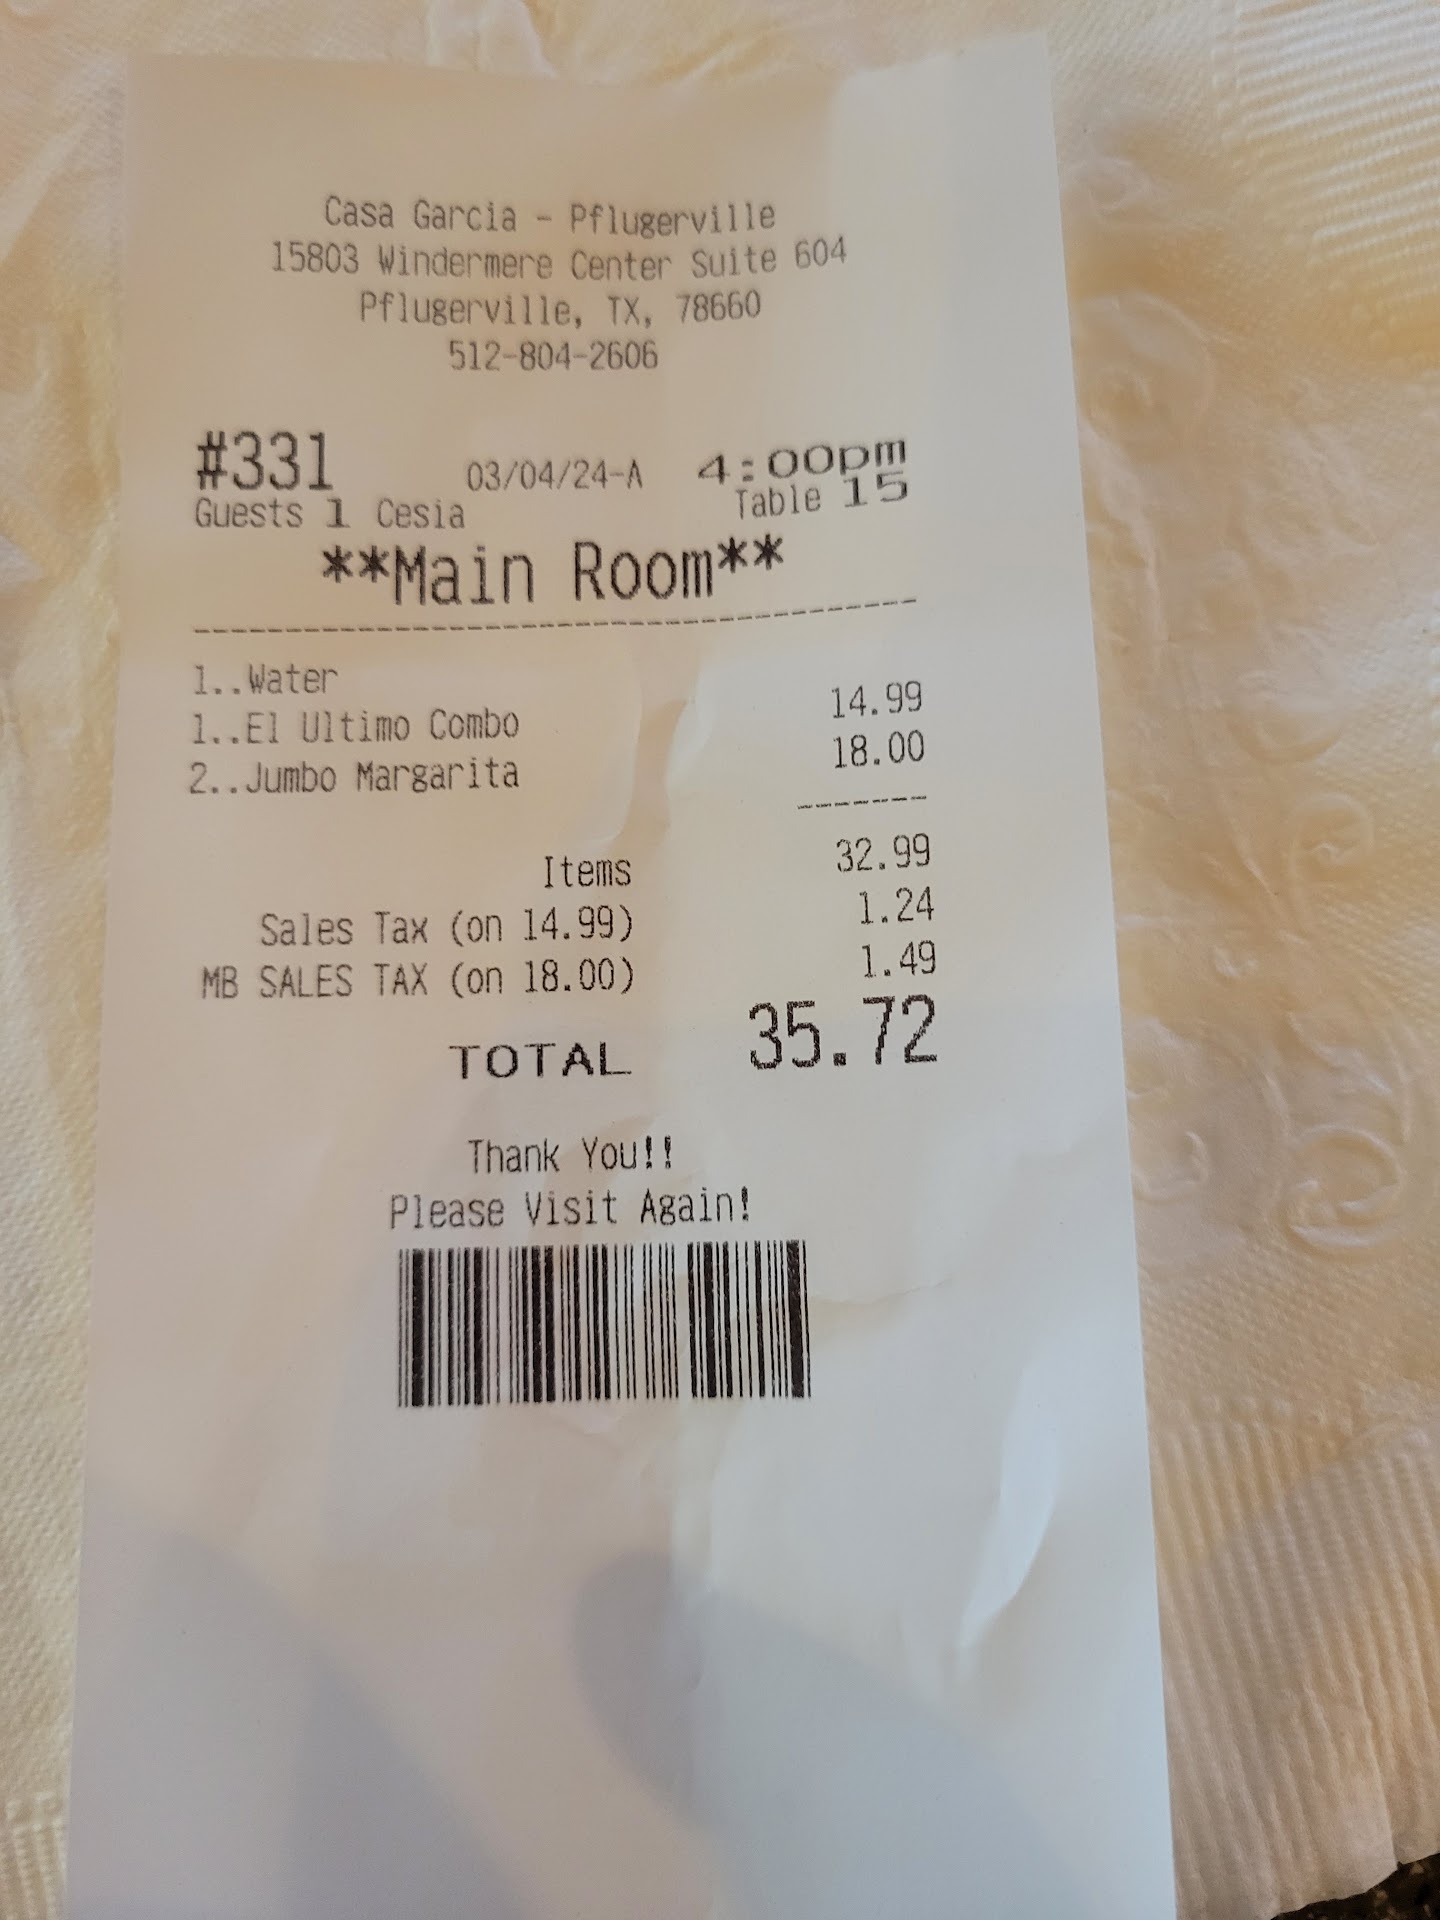 Casa Garcia - Pflugerville
15803 Windermere Center Suite 604
Pflugerville, TX, 78660
512-804-2606
#331 03/04/24-A 4:00pm
Guests 1 Cesia Table 15
**Main Room**
1..Water
1..El Ultimo Combo 14.99
2..Jumbo Margarita 18.00
Items 32.99
Sales Tax (on 14.99) 1.24
MB SALES TAX (on 18.00) 1.49
TOTAL 35.72
Thank You!!
Please Visit Again!